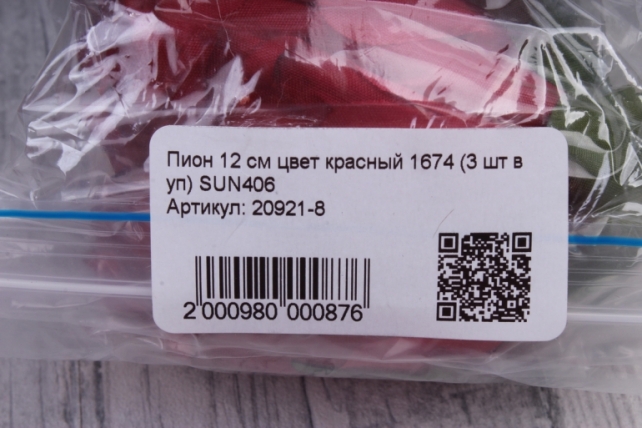 Пион 12 см цвет красный 1674 (3 шт в
уп) SUN406
Артикул: 20921-8
2 000980 000876